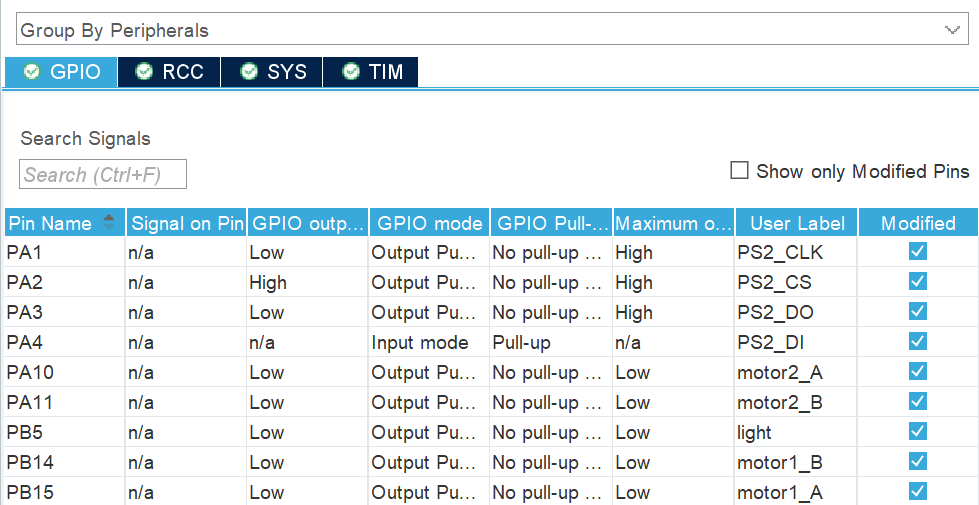 Group By Peripherals
GPIO RCC SYS TIM
Search Signals
Search (Ctrl+F)
Show only Modified Pins
Pin Name Signal on Pin GPIO outp... GPIO mode GPIO Pull-... Maximum o... User Label Modified
PA1 n/a Low Output Pu... No pull-up ... High PS2_CLK
PA2 n/a High Output Pu... No pull-up ... High PS2_CS
PA3 n/a Low Output Pu... No pull-up ... High PS2_DO
PA4 n/a n/a Input mode Pull-up n/a PS2_DI
PA10 n/a Low Output Pu... No pull-up ... Low motor2_A
PA11 n/a Low Output Pu... No pull-up ... Low motor2_B
PB5 n/a Low Output Pu... No pull-up ... Low light
PB14 n/a Low Output Pu... No pull-up ... Low motor1_B
PB15 n/a Low Output Pu... No pull-up ... Low motor1_A